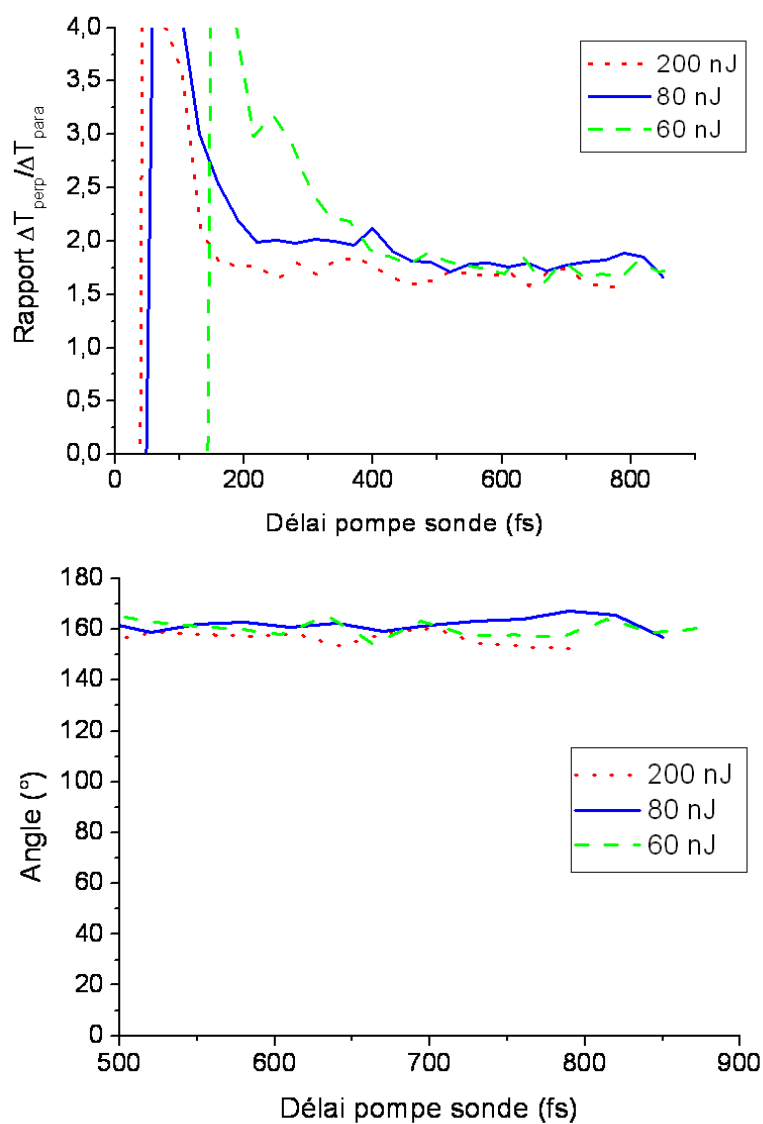 4,0
3,5
3,0
2,5
2,0
1,5
1,0
0,5
0,0
Rapport ΔT_perp/ΔT_para
200 nJ
80 nJ
60 nJ
0 200 400 600 800
Délai pompe sonde (fs)
180
160
140
120
100
80
60
40
20
0
Angle (°)
200 nJ
80 nJ
60 nJ
500 600 700 800 900
Délai pompe sonde (fs)